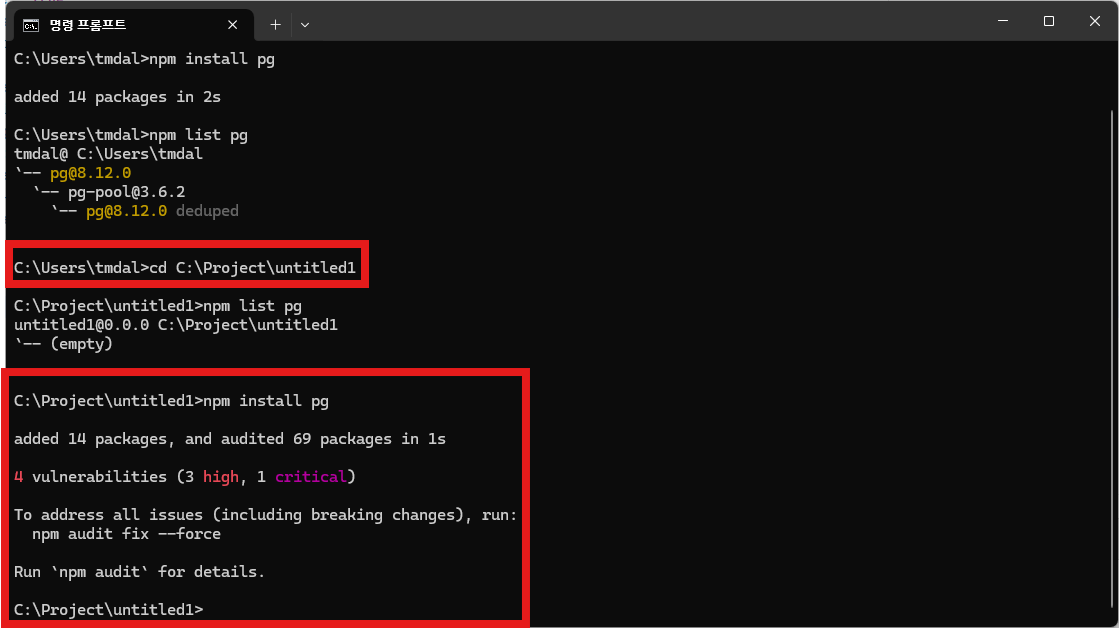 명령 프롬프트
C:\Users\tmdal>npm install pg
added 14 packages in 2s
C:\Users\tmdal>npm list pg
tmdal@ C:\Users\tmdal
`-- pg@8.12.0
`-- pg-pool@3.6.2
`-- pg@8.12.0 deduped
C:\Users\tmdal>cd C:\Project\untitled1
C:\Project\untitled1>npm list pg
untitled1@0.0.0 C:\Project\untitled1
`-- (empty)
C:\Project\untitled1>npm install pg
added 14 packages, and audited 69 packages in 1s
4 vulnerabilities (3 high, 1 critical)
To address all issues (including breaking changes), run:
npm audit fix --force
Run `npm audit` for details.
C:\Project\untitled1>